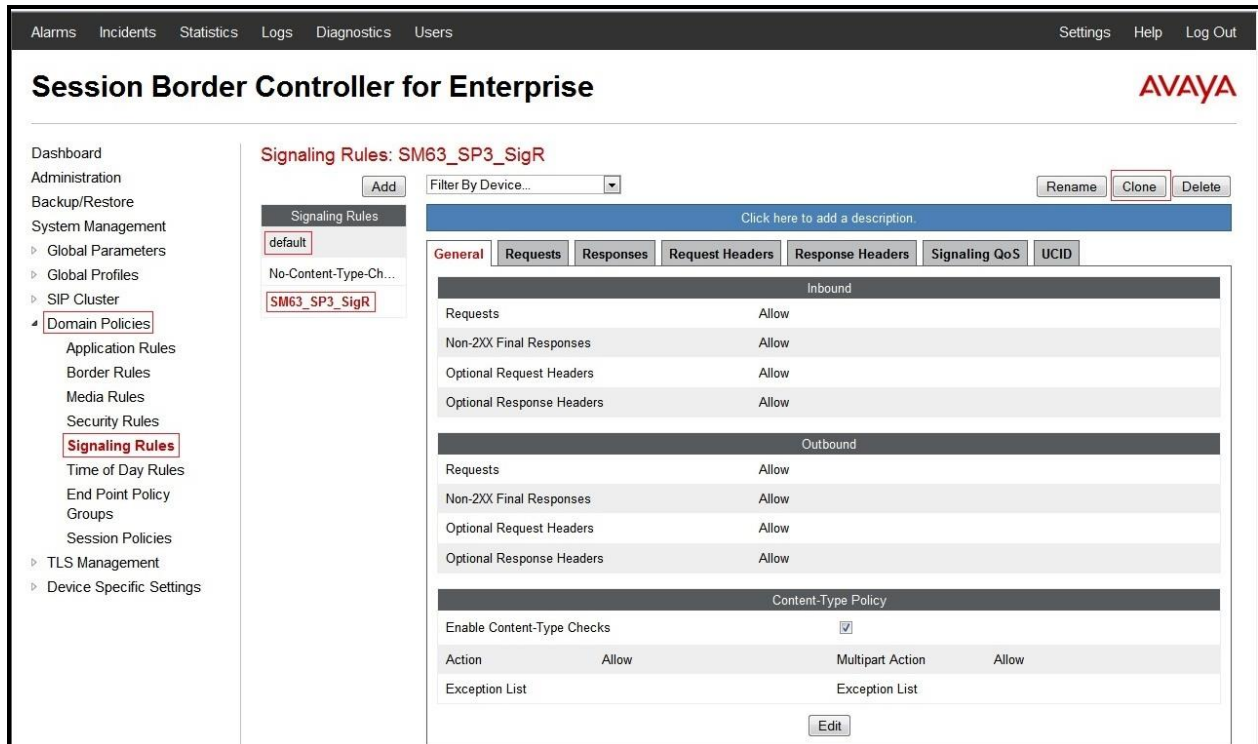 Alarms Incidents Statistics Logs Diagnostics Users Settings Help Log Out
Session Border Controller for Enterprise
AVAYA
Dashboard
Administration
Backup/Restore
System Management
Global Parameters
Global Profiles
SIP Cluster
Domain Policies
Application Rules
Border Rules
Media Rules
Security Rules
Signaling Rules
Time of Day Rules
End Point Policy
Groups
Session Policies
TLS Management
Device Specific Settings
Signaling Rules: SM63_SP3_SigR
Add
Filter By Device...
Rename Clone Delete
Signaling Rules
default
No-Content-Type-Ch...
SM63_SP3_SigR
Click here to add a description.
General Requests Responses Request Headers Response Headers Signaling QoS UCID
Inbound
Requests Allow
Non-2XX Final Responses Allow
Optional Request Headers Allow
Optional Response Headers Allow
Outbound
Requests Allow
Non-2XX Final Responses Allow
Optional Request Headers Allow
Optional Response Headers Allow
Content-Type Policy
Enable Content-Type Checks
Action Allow Multipart Action Allow
Exception List Exception List
Edit